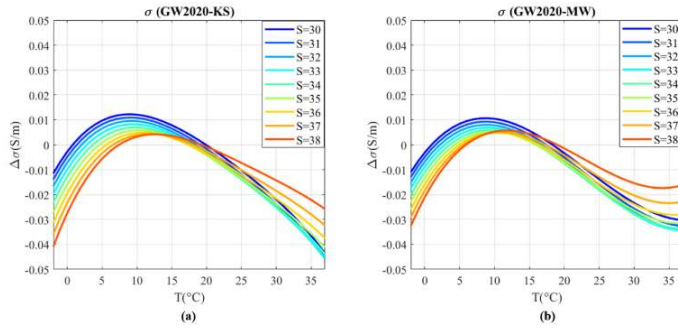 σ (GW2020-KS)
0.05
0.04
0.03
0.02
0.01
0
-0.01
-0.02
-0.03
-0.04
-0.05
Δσ(S/m)
S=30
S=31
S=32
S=33
S=34
S=35
S=36
S=37
S=38
0 5 10 15 20 25 30 35
T(°C)
(a)
σ (GW2020-MW)
0.05
0.04
0.03
0.02
0.01
0
-0.01
-0.02
-0.03
-0.04
-0.05
Δσ(S/m)
S=30
S=31
S=32
S=33
S=34
S=35
S=36
S=37
S=38
0 5 10 15 20 25 30 35
T(°C)
(b)